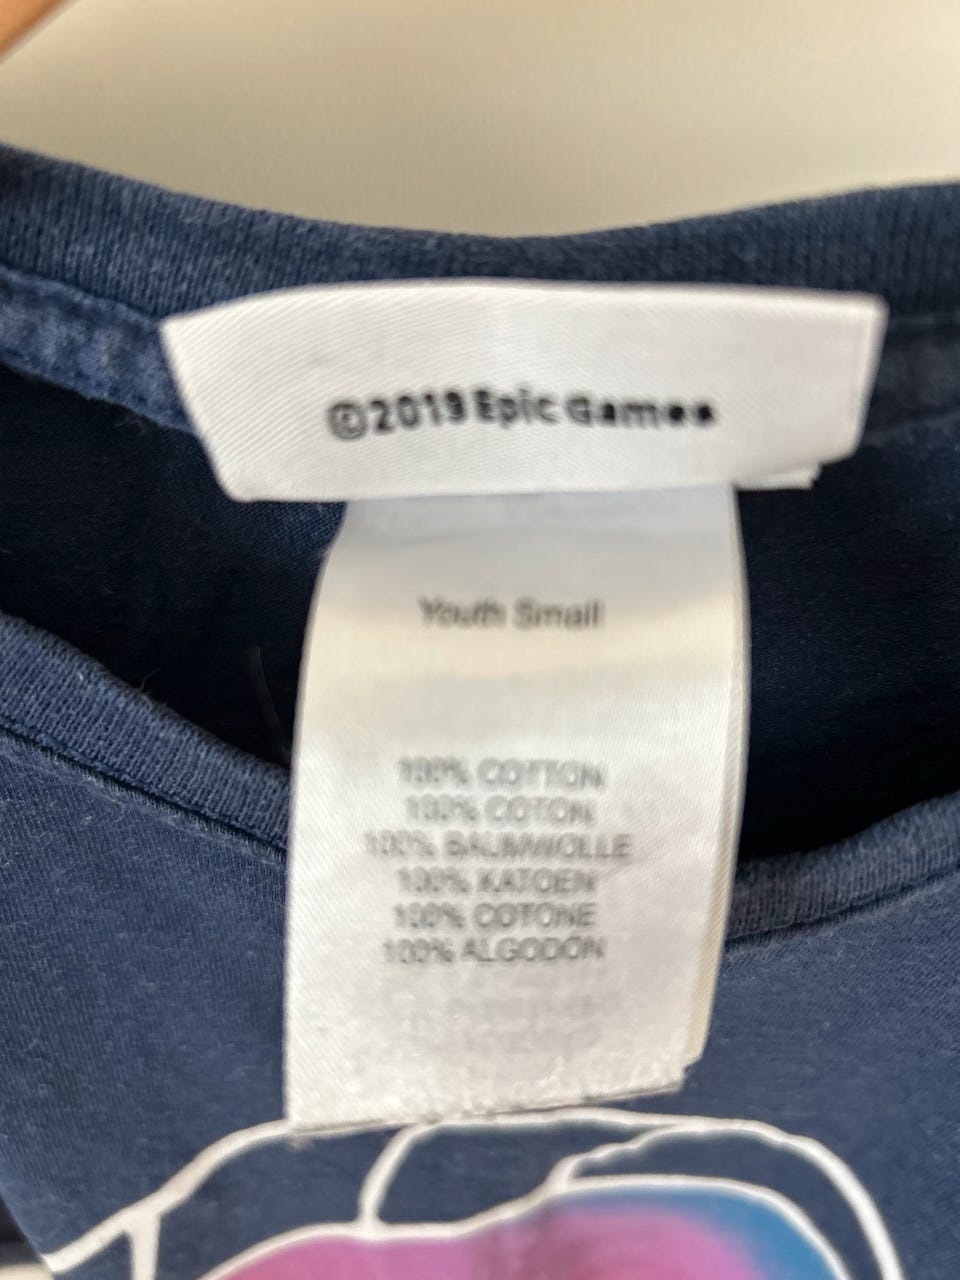 ©2019 Epic Games
Youth Small
100% COTTON
100% COTON
100% BAUMWOLLE
100% KATOEN
100% COTONE
100% ALGODÓN